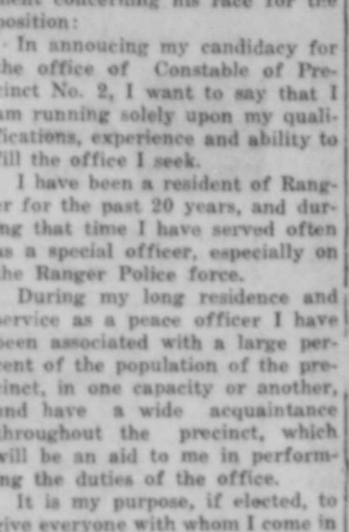 ment concerning his race for the
position:
In annoucing my candidacy for
the office of Constable of Pre-
cinct No. 2, I want to say that I
am running solely upon my quali-
fications, experience and ability to
fill the office I seek.
I have been a resident of Rang-
er for the past 20 years, and dur-
ing that time I have served often
as a special officer, especially on
the Ranger Police force.
During my long residence and
service as a peace officer I have
been associated with a large per-
cent of the population of the pre-
cinct, in one capacity or another,
and have a wide acquaintance
throughout the precinct, which
will be an aid to me in perform-
ing the duties of the office.
It is my purpose, if elected, to
give everyone with whom I come in